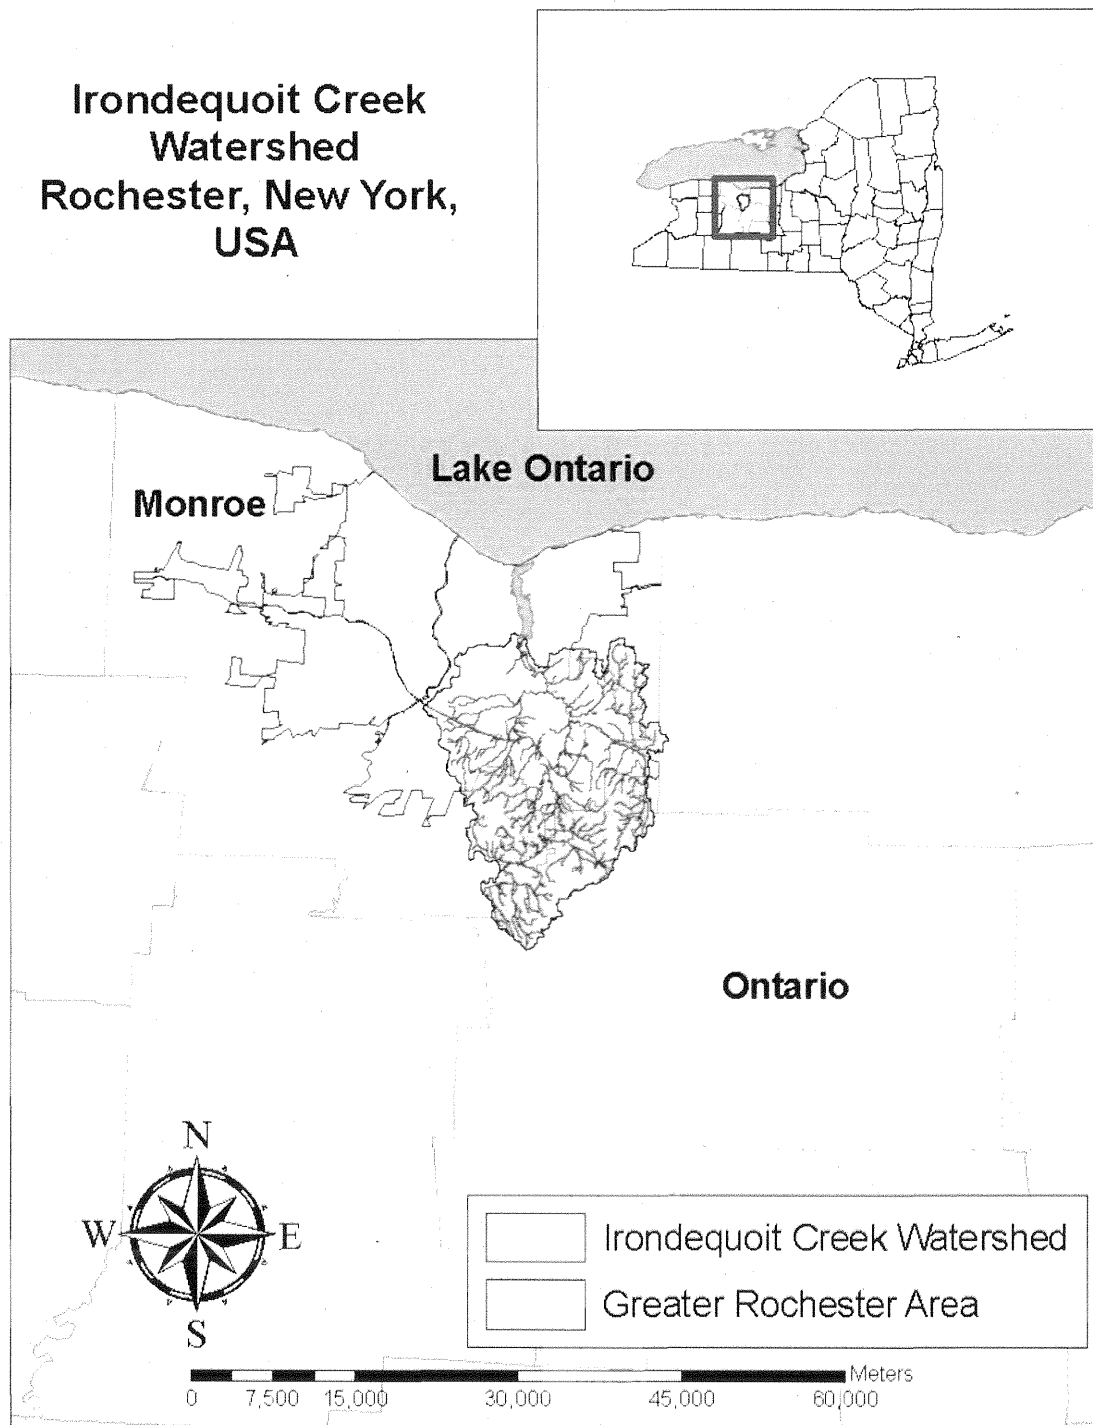 Irondequoit Creek
Watershed
Rochester, New York,
USA
Lake Ontario
Monroe
Ontario
N
W
E
S
Irondequoit Creek Watershed
Greater Rochester Area
Meters
0 7,500 15,000 30,000 45,000 60,000